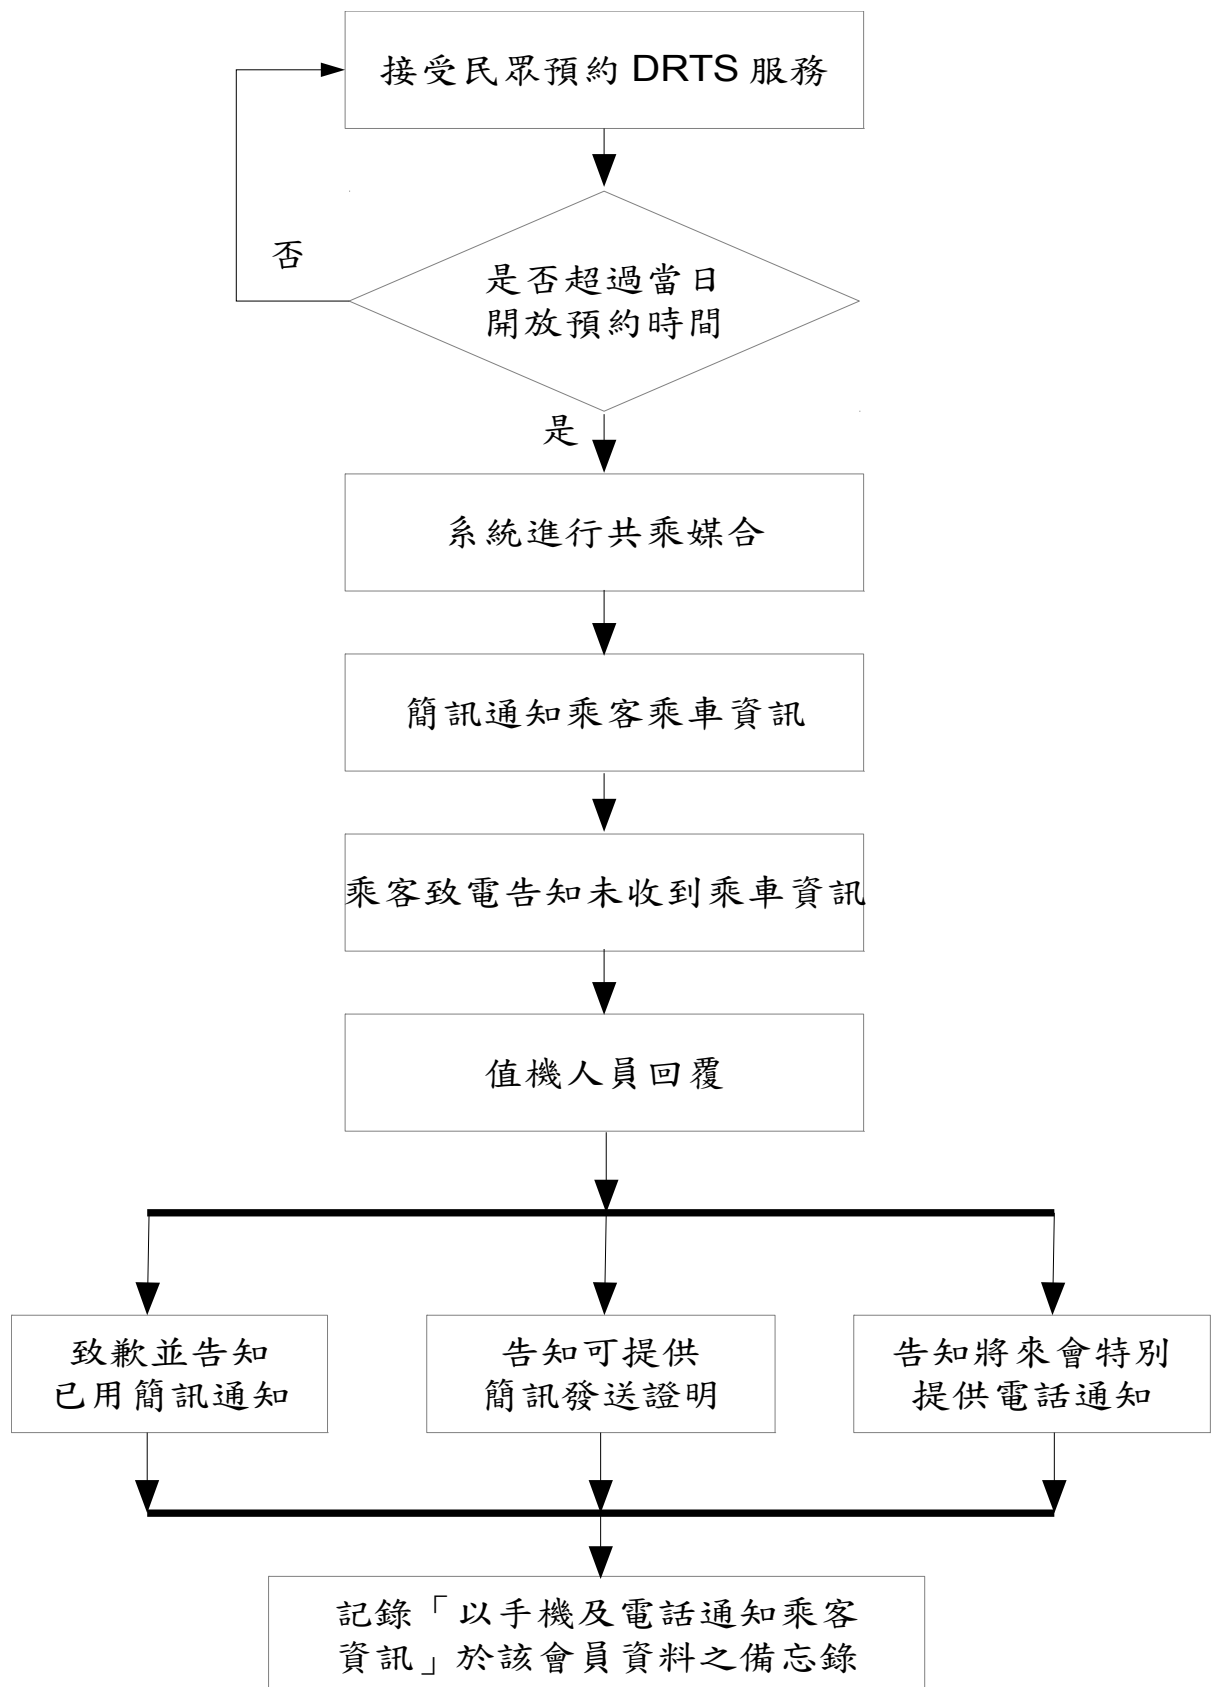 接受民眾預約 DRTS 服務
否
是否超過當日
開放預約時間
是
系統進行共乘媒合
簡訊通知乘客乘車資訊
乘客致電告知未收到乘車資訊
值機人員回覆
致歉並告知
已用簡訊通知
告知可提供
簡訊發送證明
告知將來會特別
提供電話通知
記錄「以手機及電話通知乘客
資訊」於該會員資料之備忘錄